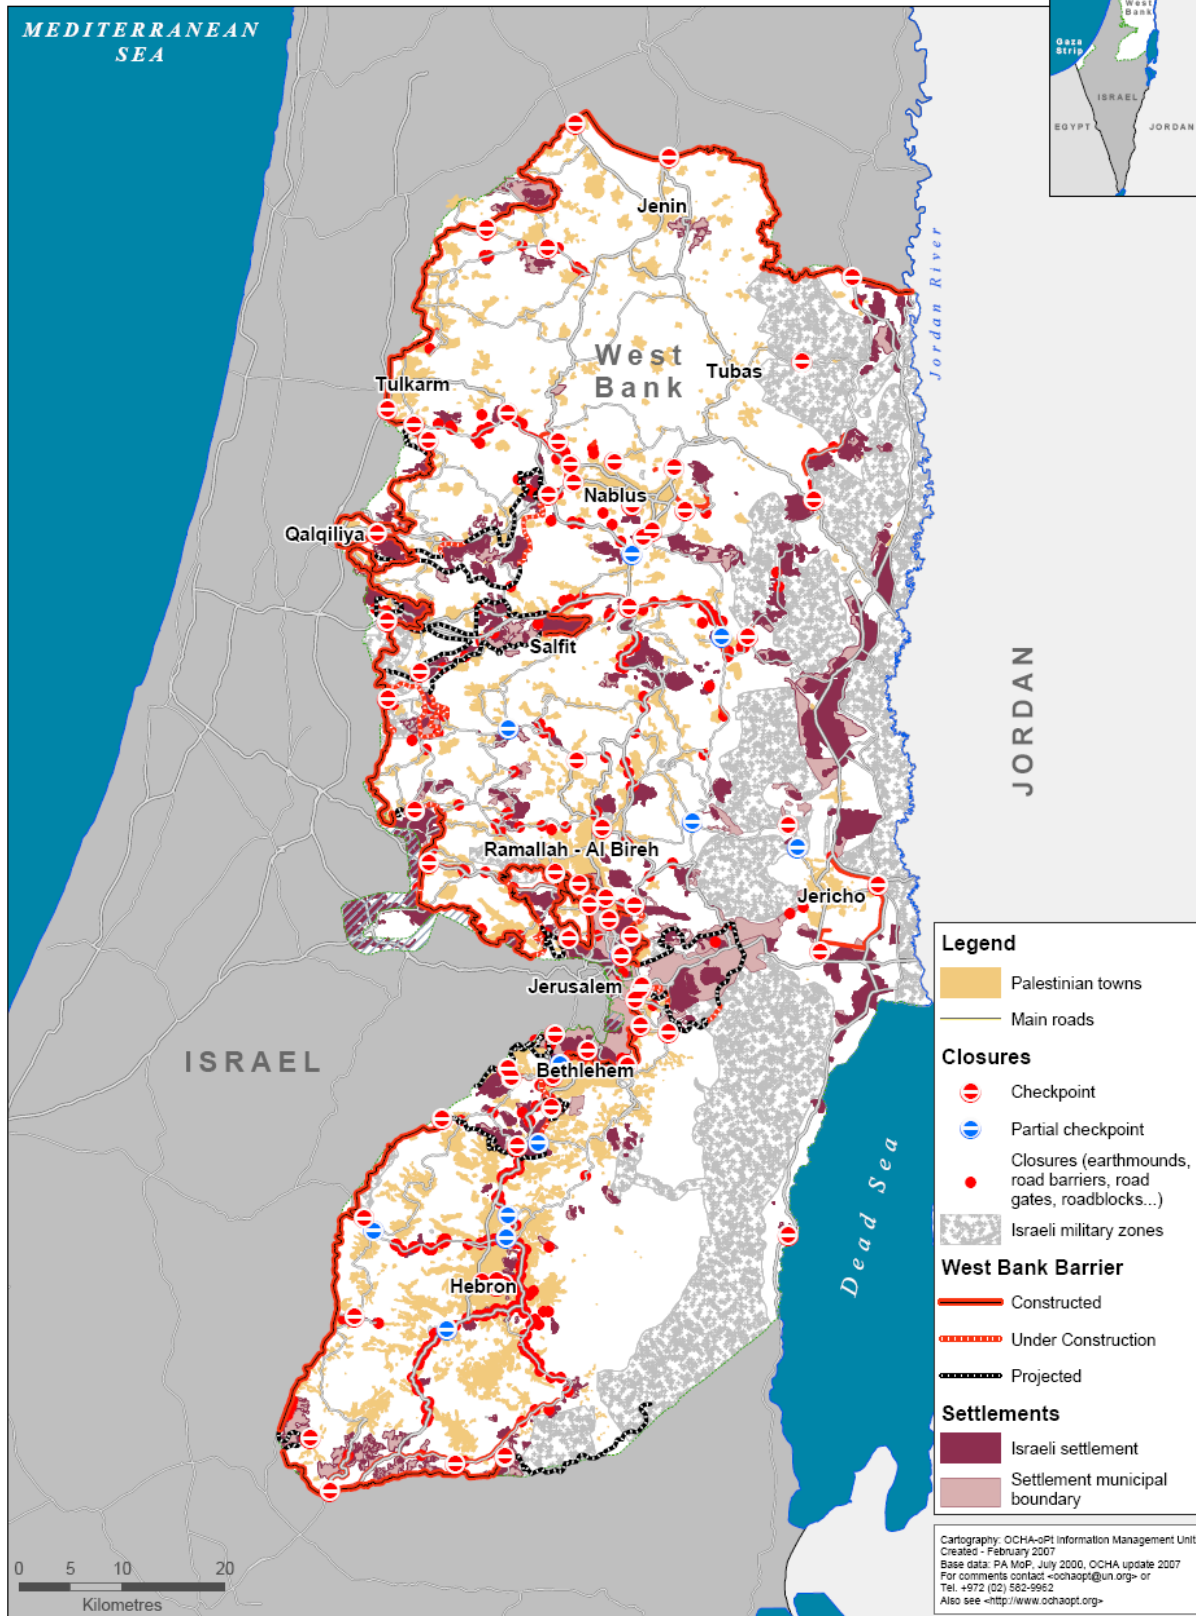 MEDITERRANEAN
SEA
West
Bank
Gaza
Strip
ISRAEL
EGYPT
JORDAN
Jenin
Jordan River
West
Bank
Tubas
Tulkarm
Nablus
Qalqiliya
Salfit
JORDAN
Ramallah - Al Bireh
Jericho
Jerusalem
ISRAEL
Bethlehem
Dead Sea
Hebron
Legend
Palestinian towns
Main roads
Closures
Checkpoint
Partial checkpoint
Closures (earthmounds,
road barriers, road
gates, roadblocks...)
Israeli military zones
West Bank Barrier
Constructed
Under Construction
Projected
Settlements
Israeli settlement
Settlement municipal
boundary
Cartography: OCHA-oPt Information Management Unit
Created - February 2007
Base data: PA MoP, July 2000, OCHA update 2007
For comments contact <ochaopt@un.org> or
Tel. +972 (02) 582-9962
Also see <http://www.ochaopt.org>
0 5 10 20
Kilometres